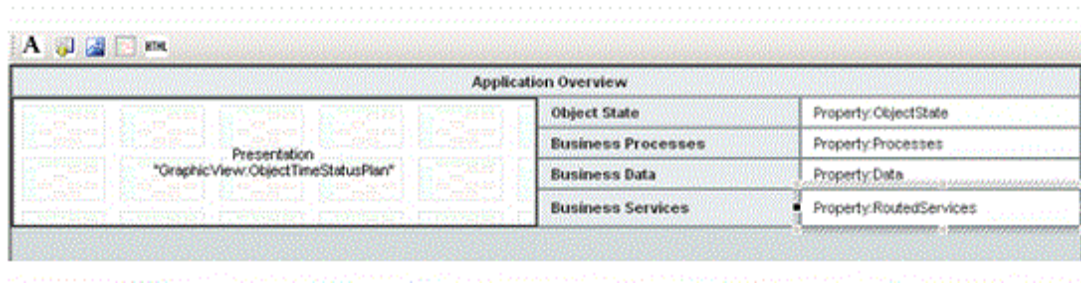 A HTML
Application Overview
Presentation
"GraphicView:ObjectTimeStatusPlan"
Object State Property:ObjectState
Business Processes Property:Processes
Business Data Property:Data
Business Services Property:RoutedServices